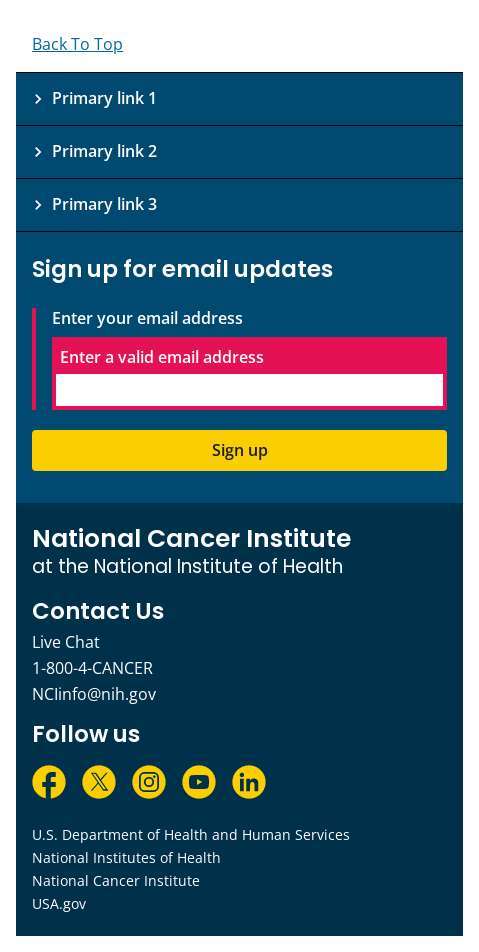 Back To Top
Primary link 1
Primary link 2
Primary link 3
Sign up for email updates
Enter your email address
Enter a valid email address
Sign up
National Cancer Institute
at the National Institute of Health
Contact Us
Live Chat
1-800-4-CANCER
NCIinfo@nih.gov
Follow us
U.S. Department of Health and Human Services
National Institutes of Health
National Cancer Institute
USA.gov